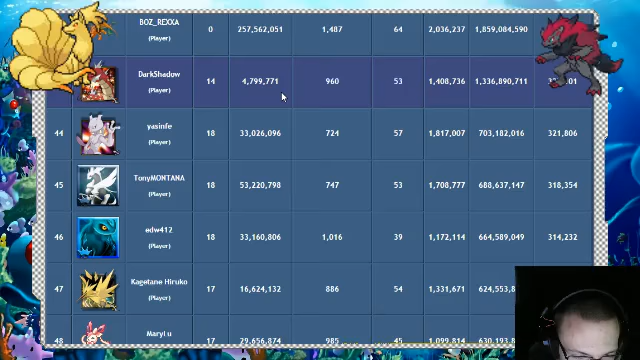 BOZ_REXXA 0 257,562,051 1,487 64 2,036,237 1,859,084,590
(Player)
DarkShadow 14 4,799,771 960 53 1,408,736 1,336,890,711
(Player)
44 yasinfe 18 33,026,096 724 57 1,817,007 703,182,016 321,806
(Player)
45 TonyMONTANA 18 53,220,798 747 53 1,708,777 688,637,147 318,354
(Player)
46 edw412 18 33,160,806 1,016 39 1,172,114 664,589,049 314,232
(Player)
47 Kagetane Hiruko 17 16,624,132 886 54 1,331,671
(Player)
48 17 29,656,874 985 45 1,099,814